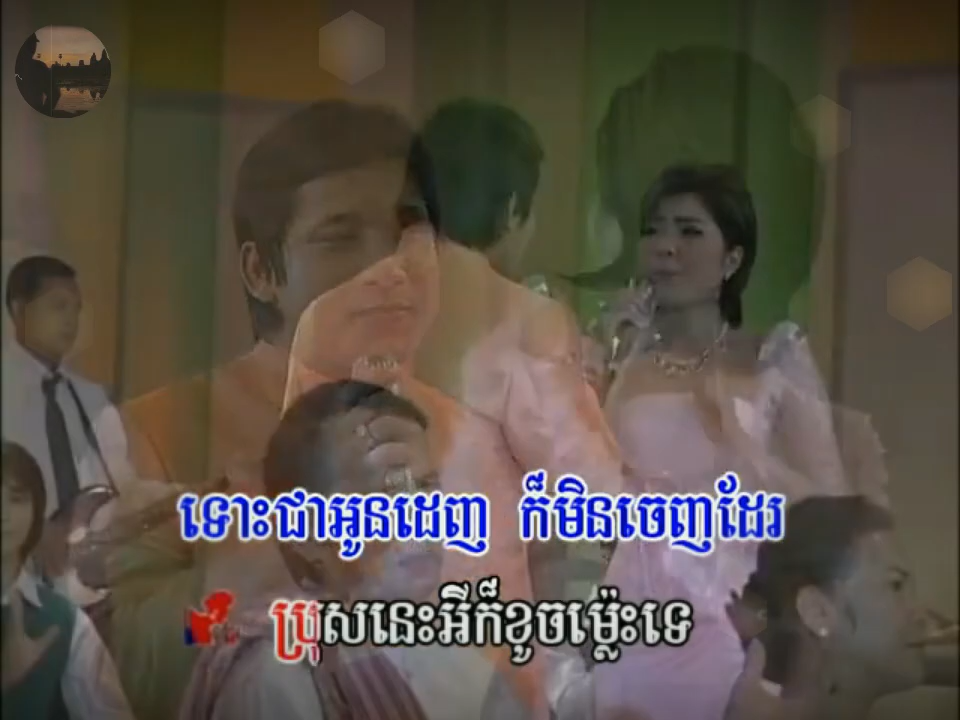 ទោះជាអូនដេញ ក៏មិនចេញដែរ
ប្រុសនេះអីក៏ខូចម្ល៉េះទេ